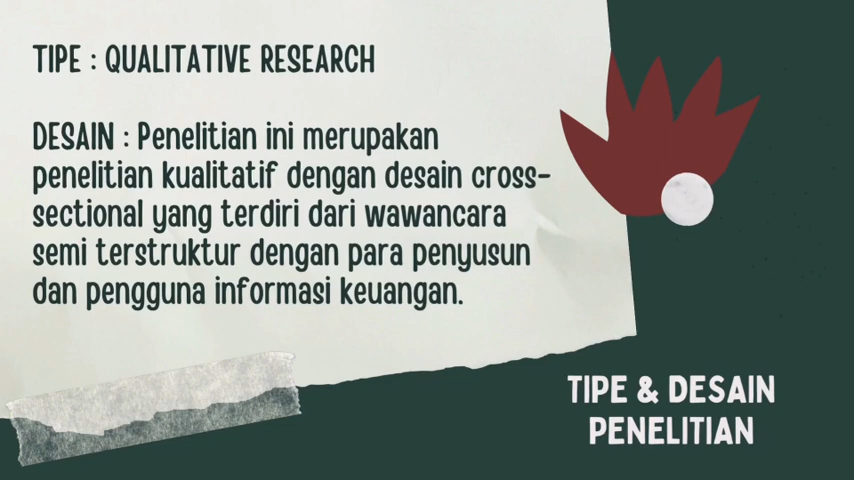 TIPE : QUALITATIVE RESEARCH
DESAIN : Penelitian ini merupakan
penelitian kualitatif dengan desain cross-
sectional yang terdiri dari wawancara
semi terstruktur dengan para penyusun
dan pengguna informasi keuangan.
TIPE & DESAIN
PENELITIAN